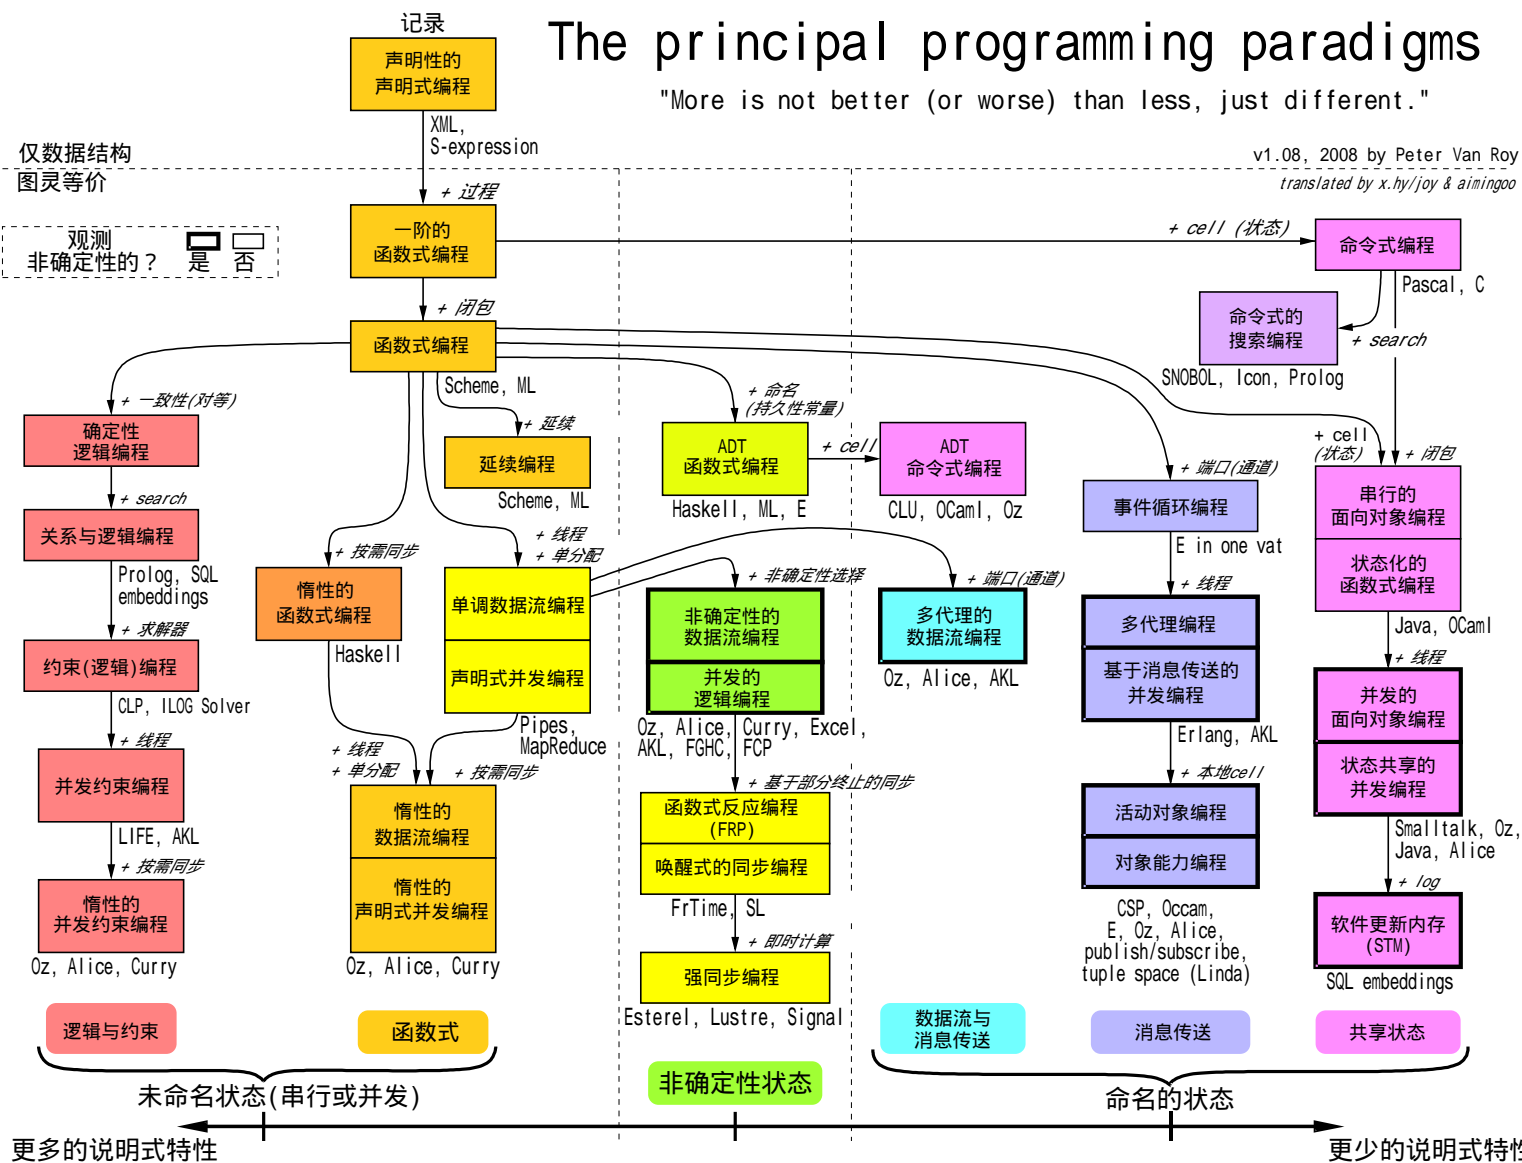 The principal programming paradigms
"More is not better (or worse) than less, just different."
v1.08, 2008 by Peter Van Roy
translated by x.hy/joy & aimingoo
记录
声明性的
声明式编程
XML,
S-expression
仅数据结构
图灵等价
观测
非确定性的？ 是 否
+ 过程
一阶的
函数式编程
+ cell (状态)
命令式编程
Pascal, C
+ search
命令式的
搜索编程
SNOBOL, Icon, Prolog
+ 闭包
函数式编程
Scheme, ML
+ 一致性(对等)
确定性
逻辑编程
+ search
关系与逻辑编程
Prolog, SQL
embeddings
+ 求解器
约束(逻辑)编程
CLP, ILOG Solver
+ 线程
并发约束编程
LIFE, AKL
+ 按需同步
惰性的
并发约束编程
Oz, Alice, Curry
+ 延续
延续编程
Scheme, ML
+ 按需同步
惰性的
函数式编程
Haskell
+ 线程
+ 单分配
单调数据流编程
声明式并发编程
Pipes,
MapReduce
+ 线程
+ 单分配
+ 按需同步
惰性的
数据流编程
惰性的
声明式并发编程
Oz, Alice, Curry
+ 命名
(持久性常量)
ADT
函数式编程
Haskell, ML, E
+ cell
ADT
命令式编程
CLU, OCaml, Oz
+ 非确定性选择
非确定性的
数据流编程
并发的
逻辑编程
Oz, Alice, Curry, Excel,
AKL, FGHC, FCP
+ 基于部分终止的同步
函数式反应编程
(FRP)
唤醒式的同步编程
FrTime, SL
+ 即时计算
强同步编程
Esterel, Lustre, Signal
+ 端口(通道)
多代理的
数据流编程
Oz, Alice, AKL
+ 端口(通道)
事件循环编程
E in one vat
+ 线程
多代理编程
基于消息传送的
并发编程
Erlang, AKL
+ 本地cell
活动对象编程
对象能力编程
CSP, Occam,
E, Oz, Alice,
publish/subscribe,
tuple space (Linda)
+ cell
(状态)
+ 闭包
串行的
面向对象编程
状态化的
函数式编程
Java, OCaml
+ 线程
并发的
面向对象编程
状态共享的
并发编程
Smalltalk, Oz,
Java, Alice
+ log
软件更新内存
(STM)
SQL embeddings
逻辑与约束
函数式
非确定性状态
数据流与
消息传送
消息传送
共享状态
未命名状态(串行或并发)
命名的状态
更多的说明式特性
更少的说明式特性